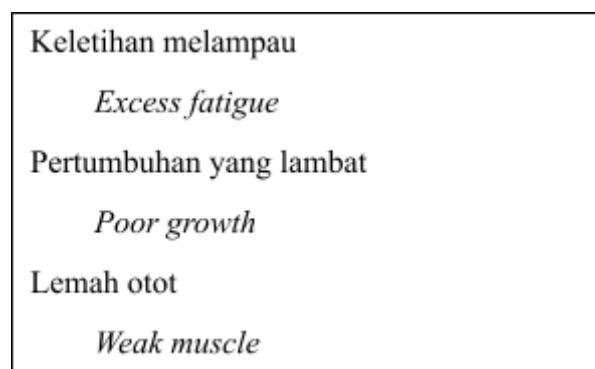 Keletihan melampau
Excess fatigue
Pertumbuhan yang lambat
Poor growth
Lemah otot
Weak muscle